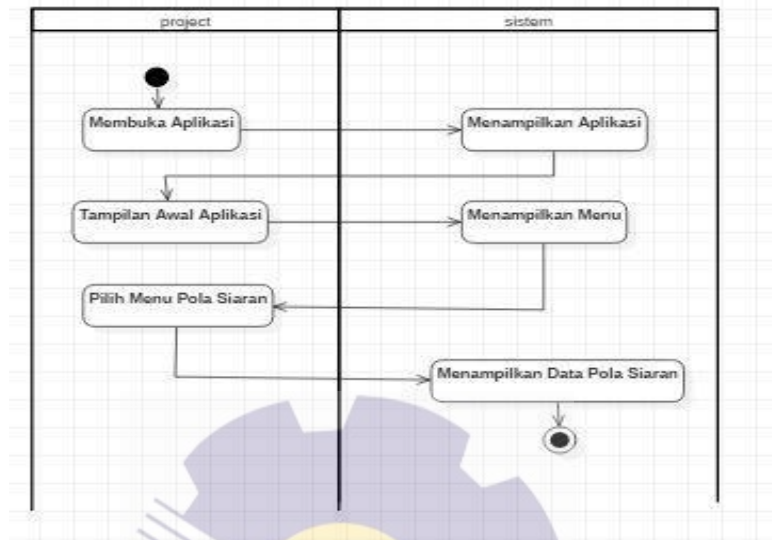 project
sistem
Membuka Aplikasi
Menampilkan Aplikasi
Tampilan Awal Aplikasi
Menampilkan Menu
Pilih Menu Pola Siaran
Menampilkan Data Pola Siaran